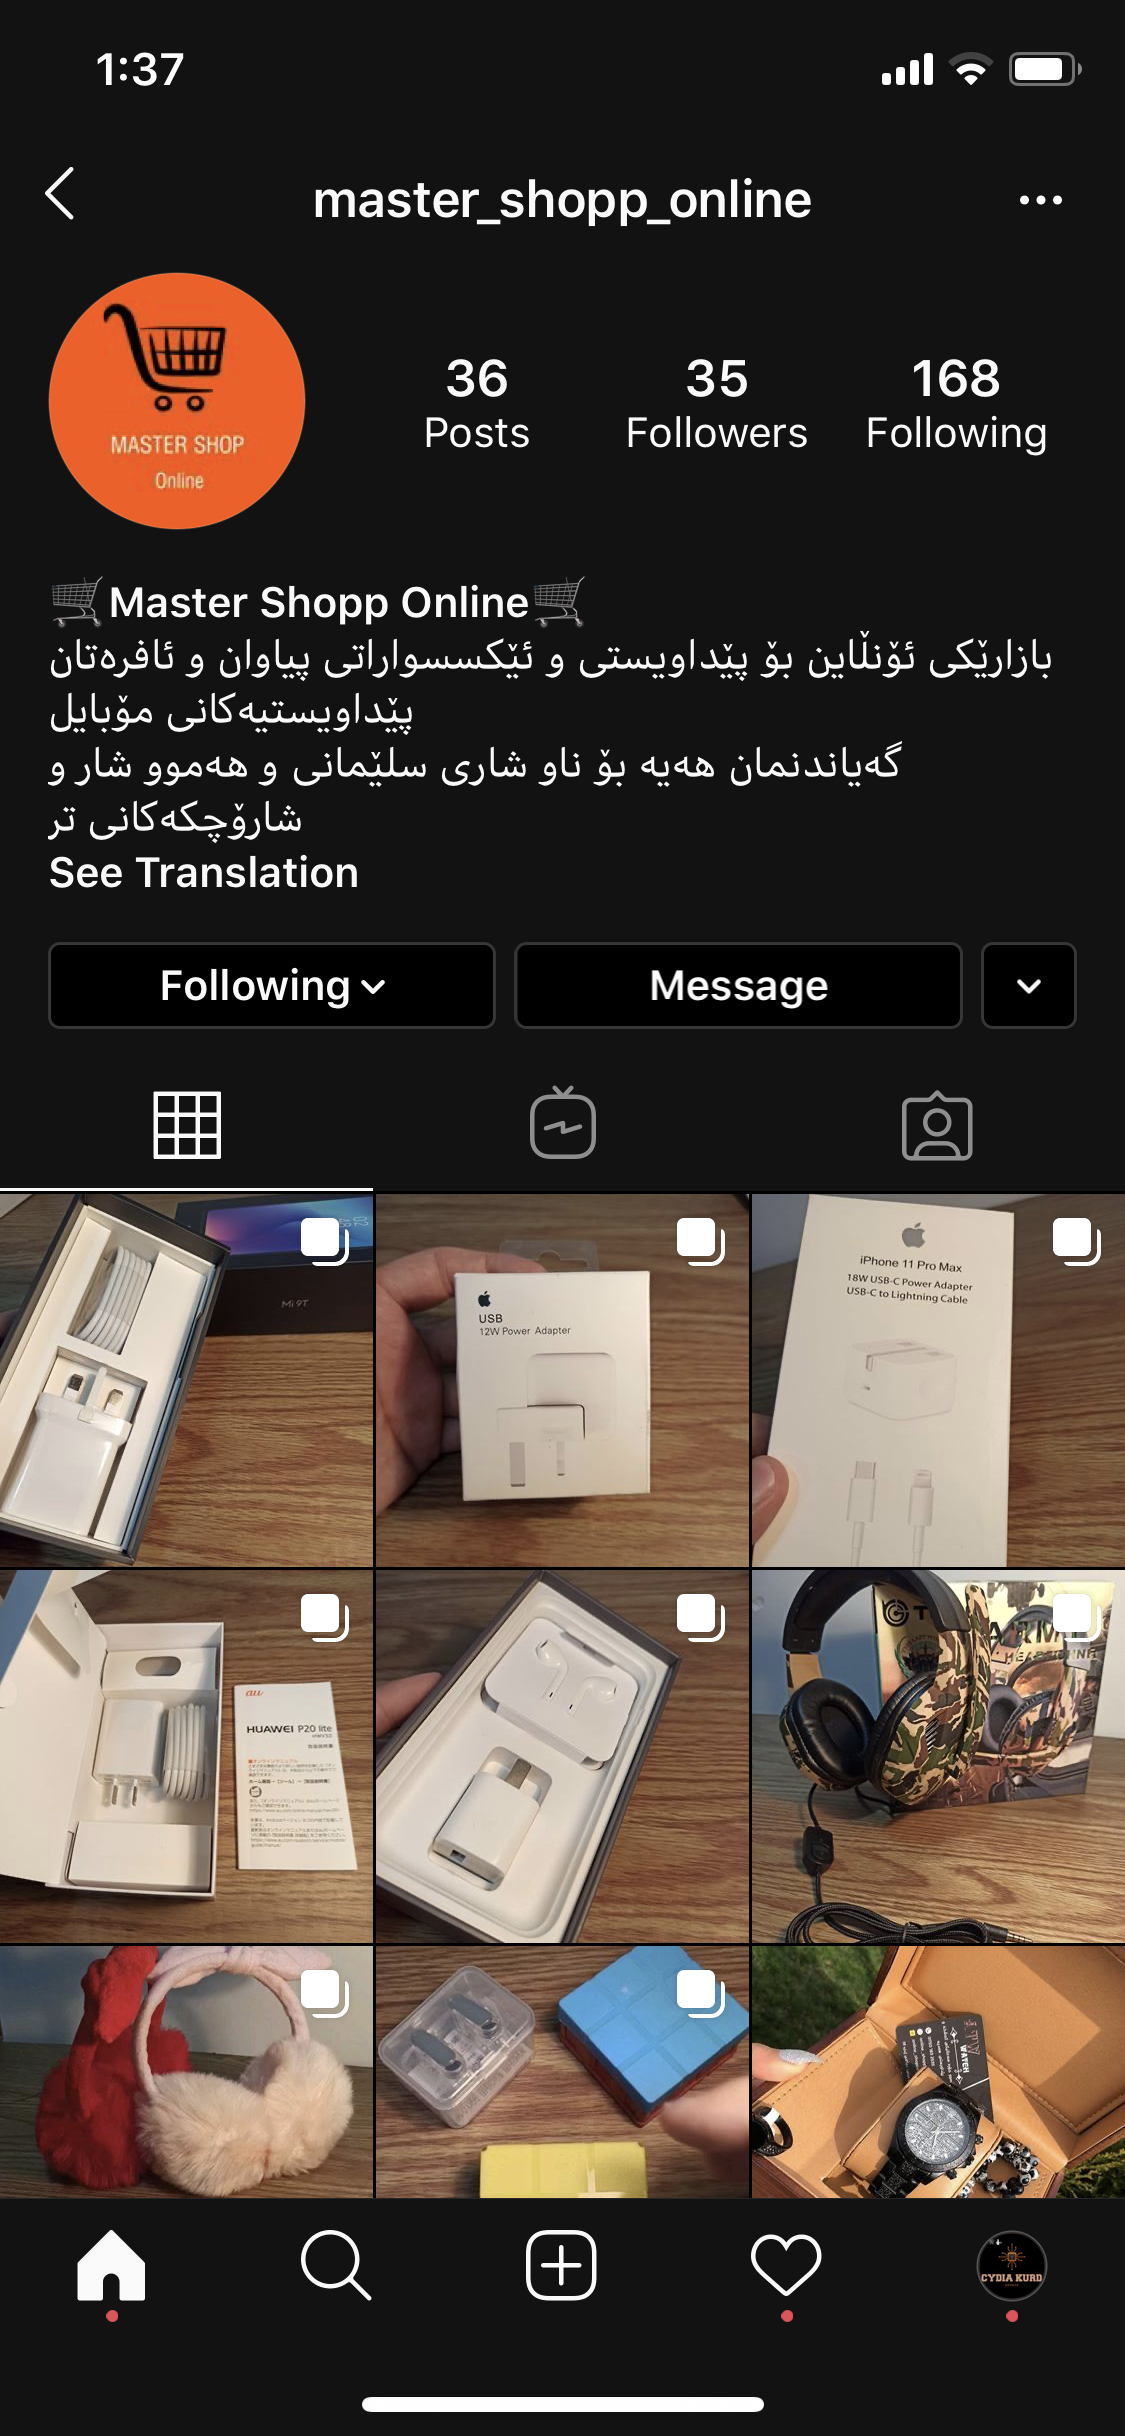 1:37
master_shopp_online
MASTER SHOP
Online
36
Posts
35
Followers
168
Following
🛒Master Shopp Online🛒
بازاڕێکی ئۆنڵاین بۆ پێداویستی و ئێکسسواراتی پیاوان و ئافرەتان
پێداویستیەکانی مۆبایل
گەیاندنمان هەیە بۆ ناو شاری سلێمانی و هەموو شار و
شارۆچکەکانی تر
See Translation
Following
Message
Mi 9T
USB
12W Power Adapter
iPhone 11 Pro Max
18W USB-C Power Adapter
USB-C to Lightning Cable
au
HUAWEI P20 lite
WATCH
CYDIA KURD